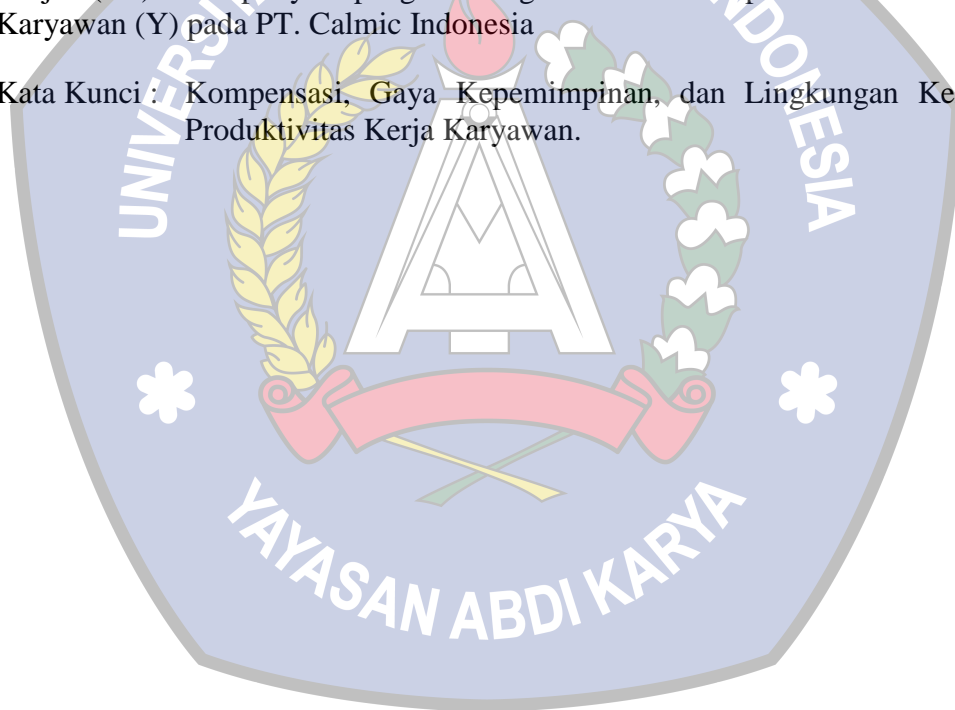 Karyawan (Y) pada PT. Calmic Indonesia
Kata Kunci : Kompensasi, Gaya Kepemimpinan, dan Lingkungan Ke
Produktivitas Kerja Karyawan.
YAYASAN ABDI KARYA